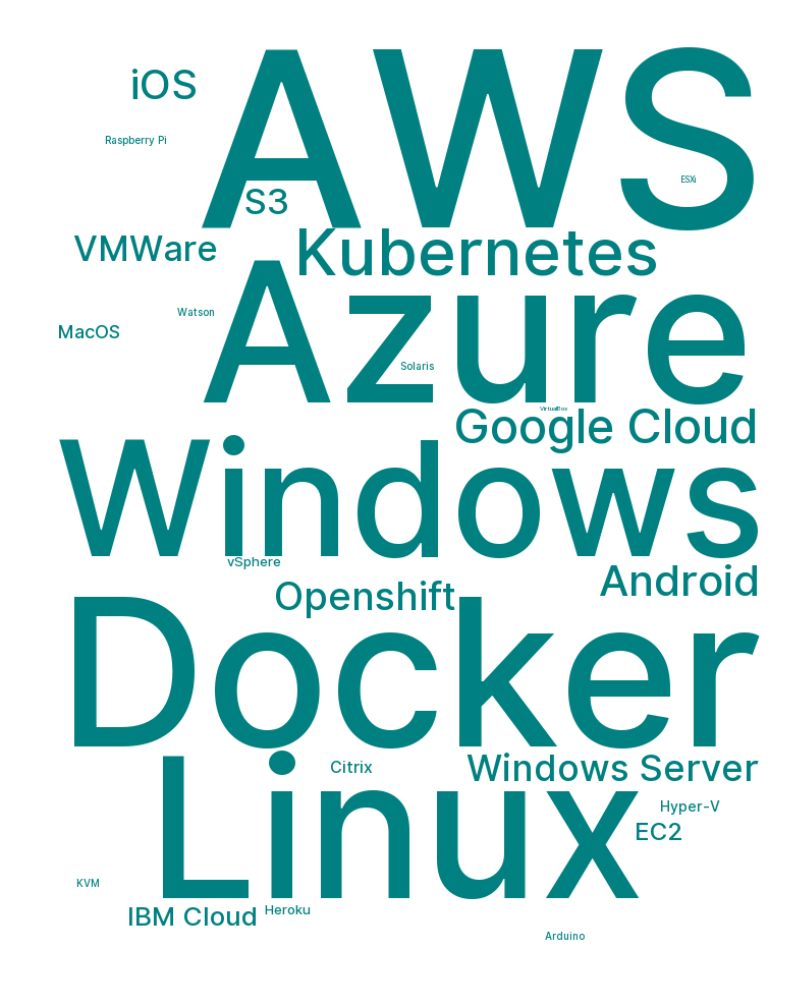 iOS
AWS
Raspberry Pi
ESXi
S3
VMWare
Kubernetes
Watson
MacOS
Azure
Solaris
VirtualBox
Google Cloud
Windows
vSphere
Android
Openshift
Docker
Citrix
Windows Server
Linux
Hyper-V
EC2
KVM
IBM Cloud
Heroku
Arduino